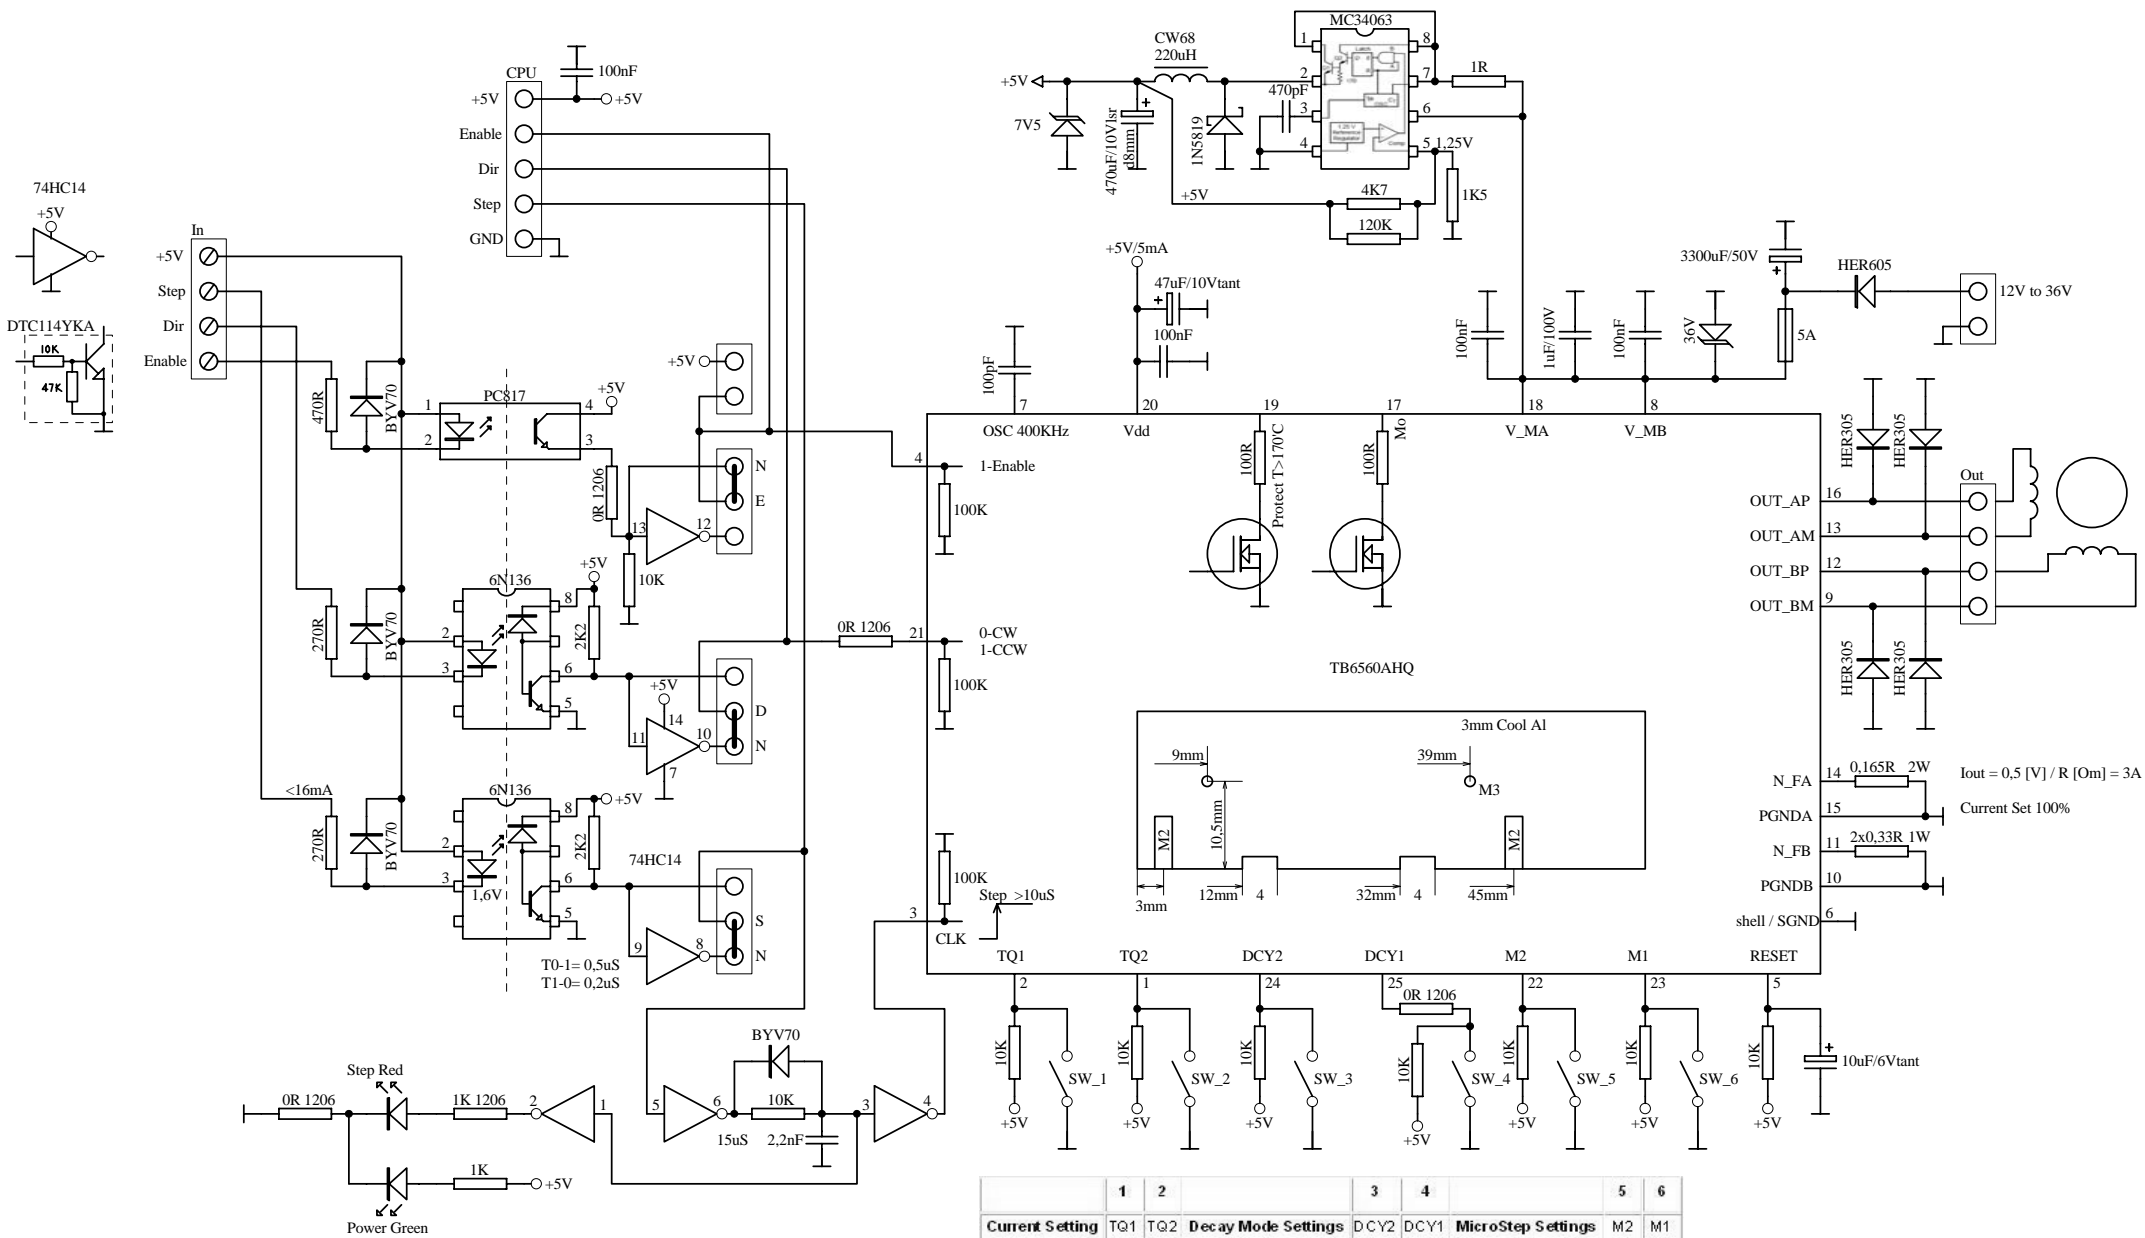 MC34063
CW68
220uH
1 8
2 7
3 6
4 5
1R
470pF
1,25V
+5V
7V5
470uF/10Vlsr
d8mm
1N5819
+5V
4K7
120K
1K5
CPU
100nF
+5V
+5V
Enable
Dir
Step
GND
74HC14
+5V
DTC114YKA
10K
47K
In
+5V
Step
Dir
Enable
470R
BYV70
PC817
1
2
4
3
+5V
0R 1206
13
12
10K
+5V
N
E
6N136
270R
BYV70
2
3
8
6
5
+5V
2K2
+5V
14
11
10
7
D
N
0R 1206
<16mA
270R
BYV70
6N136
2
3
1,6V
8
6
5
+5V
2K2
74HC14
9
8
S
N
T0-1= 0,5uS
T1-0= 0,2uS
+5V/5mA
47uF/10Vtant
100nF
100pF
7
OSC 400KHz
20
Vdd
19
100R
Protect T>170'C
17
Mo
100R
18
V_MA
8
V_MB
100nF
1uF/100V
100nF
36V
3300uF/50V
5A
HER605
12V to 36V
4
1-Enable
100K
21
0-CW
1-CCW
100K
100K
3
CLK
Step >10uS
TB6560AHQ
3mm Cool Al
9mm
39mm
M3
10,5mm
M2
M2
3mm
12mm
4
32mm
4
45mm
HER305
HER305
Out
OUT_AP
16
OUT_AM
13
OUT_BP
12
OUT_BM
9
HER305
HER305
N_FA
14
0,165R 2W
PGNDA
15
N_FB
11
2x0,33R 1W
PGNDB
10
shell / SGND
6
Iout = 0,5 [V] / R [Om] = 3A
Current Set 100%
TQ1
TQ2
DCY2
DCY1
M2
M1
RESET
2
1
24
25
22
23
5
0R 1206
10K
SW_1
+5V
10K
SW_2
+5V
10K
SW_3
+5V
10K
SW_4
+5V
10K
SW_5
+5V
10K
SW_6
+5V
10K
+5V
10uF/6Vtant
Step Red
0R 1206
1K 1206
2
1
Power Green
1K
+5V
5
6
15uS
BYV70
10K
2,2nF
3
4
1 2 3 4 5 6
Current Setting TQ1 TQ2 Decay Mode Settings DCY2 DCY1 MicroStep Settings M2 M1